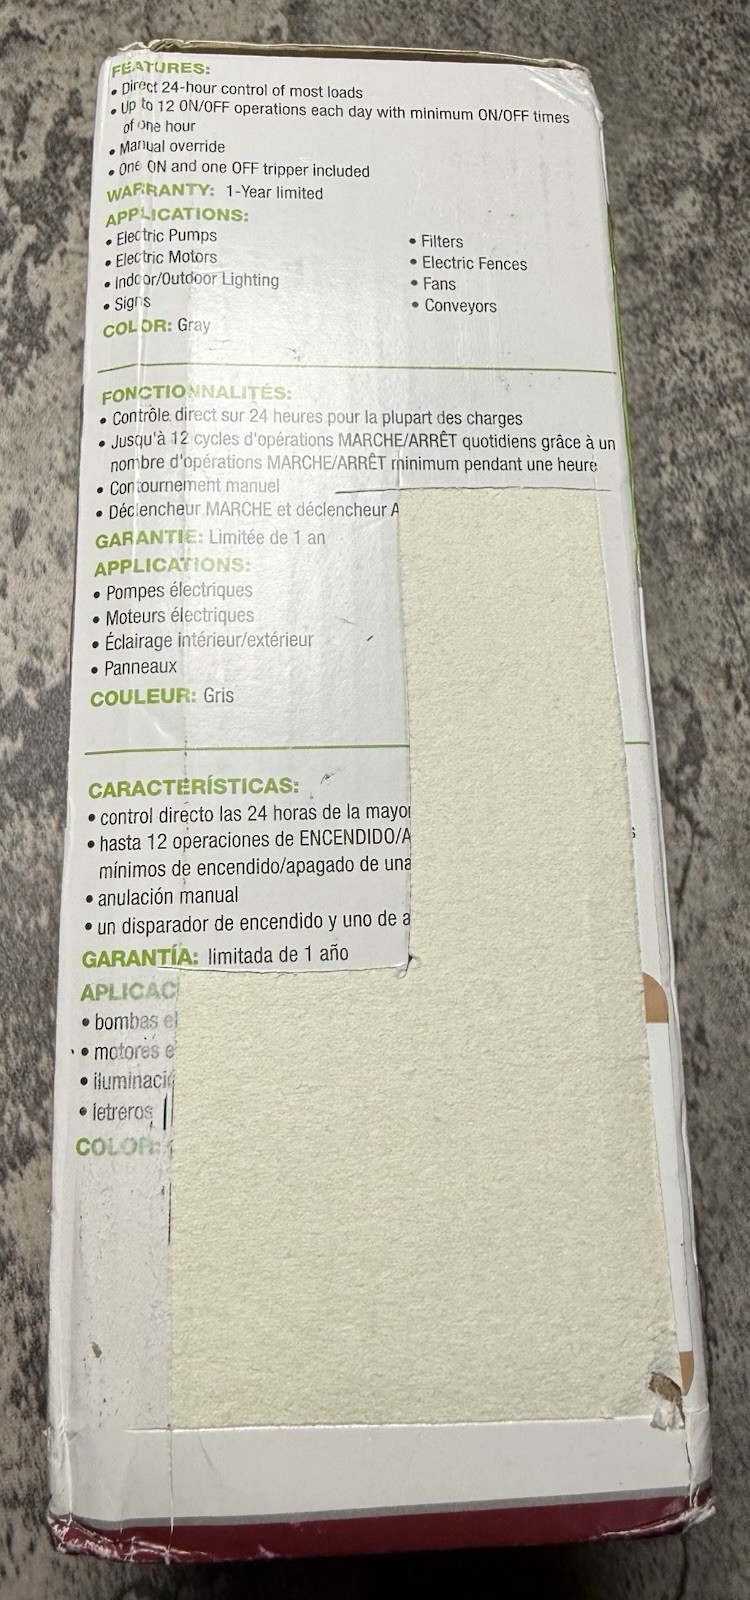 FEATURES:
• Direct 24-hour control of most loads
• Up to 12 ON/OFF operations each day with minimum ON/OFF times
of one hour
• Manual override
• One ON and one OFF tripper included
WARRANTY: 1-Year limited
APPLICATIONS:
• Electric Pumps
• Electric Motors
• Indoor/Outdoor Lighting
• Signs
• Filters
• Electric Fences
• Fans
• Conveyors
COLOR: Gray
FONCTIONNALITÉS:
• Contrôle direct sur 24 heures pour la plupart des charges
• Jusqu'à 12 cycles d'opérations MARCHE/ARRÊT quotidiens grâce à un
nombre d'opérations MARCHE/ARRÊT minimum pendant une heure
• Contournement manuel
• Déclencheur MARCHE et déclencheur A
GARANTIE: Limitée de 1 an
APPLICATIONS:
• Pompes électriques
• Moteurs électriques
• Éclairage intérieur/extérieur
• Panneaux
COULEUR: Gris
CARACTERÍSTICAS:
• control directo las 24 horas de la mayo
• hasta 12 operaciones de ENCENDIDO/A
mínimos de encendido/apagado de una
• anulación manual
• un disparador de encendido y uno de a
GARANTÍA: limitada de 1 año
APLICAC
• bombas el
• motores e
• iluminaci
• letreros
COLOR: